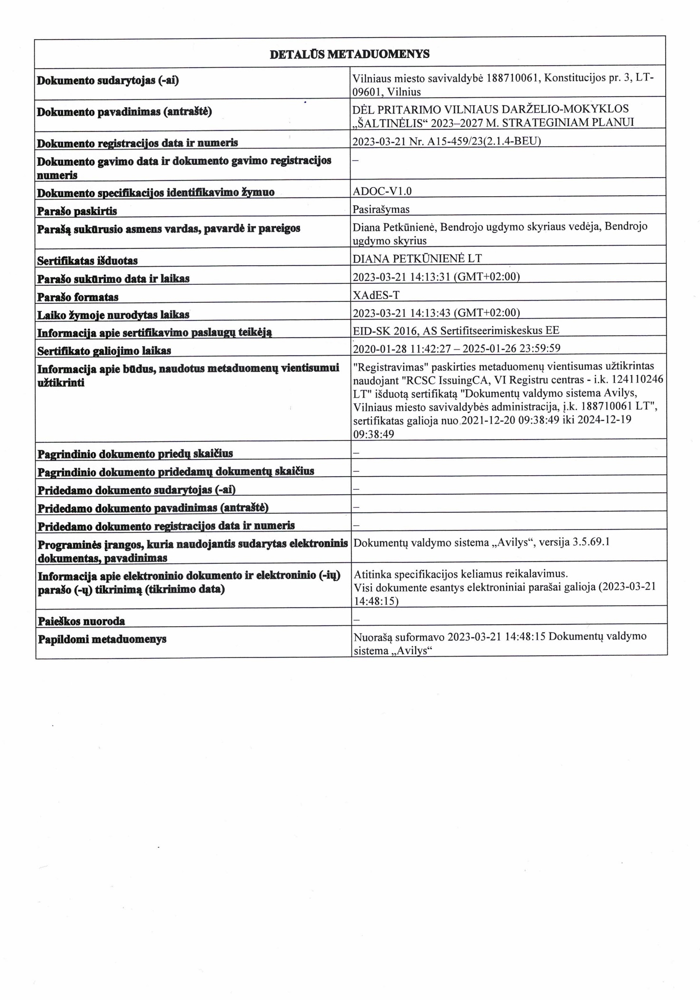 DETALŪS METADUOMENYS
Dokumento sudarytojas (-ai)
Vilniaus miesto savivaldybė 188710061, Konstitucijos pr. 3, LT-
09601, Vilnius
Dokumento pavadinimas (antraštė)
DĖL PRITARIMO VILNIAUS DARŽELIO-MOKYKLOS
„ŠALTINĖLIS“ 2023–2027 M. STRATEGINIAM PLANUI
Dokumento registracijos data ir numeris
2023-03-21 Nr. A15-459/23(2.1.4-BEU)
Dokumento gavimo data ir dokumento gavimo registracijos
numeris
–
Dokumento specifikacijos identifikavimo žymuo
ADOC-V1.0
Parašo paskirtis
Pasirašymas
Parašą sukūrusio asmens vardas, pavardė ir pareigos
Diana Petkūnienė, Bendrojo ugdymo skyriaus vedėja, Bendrojo
ugdymo skyrius
Sertifikatas išduotas
DIANA PETKŪNIENĖ LT
Parašo sukūrimo data ir laikas
2023-03-21 14:13:31 (GMT+02:00)
Parašo formatas
XAdES-T
Laiko žymoje nurodytas laikas
2023-03-21 14:13:43 (GMT+02:00)
Informacija apie sertifikavimo paslaugų teikėją
EID-SK 2016, AS Sertifitseerimiskeskus EE
Sertifikato galiojimo laikas
2020-01-28 11:42:27 – 2025-01-26 23:59:59
Informacija apie būdus, naudotus metaduomenų vientisumui
užtikrinti
"Registravimas" paskirties metaduomenų vientisumas užtikrintas
naudojant "RCSC IssuingCA, VI Registru centras - i.k. 124110246
LT" išduotą sertifikatą "Dokumentų valdymo sistema Avilys,
Vilniaus miesto savivaldybės administracija, į.k. 188710061 LT",
sertifikatas galioja nuo 2021-12-20 09:38:49 iki 2024-12-19
09:38:49
Pagrindinio dokumento priedų skaičius
–
Pagrindinio dokumento pridedamų dokumentų skaičius
–
Pridedamo dokumento sudarytojas (-ai)
–
Pridedamo dokumento pavadinimas (antraštė)
–
Pridedamo dokumento registracijos data ir numeris
–
Programinės įrangos, kuria naudojantis sudarytas elektroninis
dokumentas, pavadinimas
Dokumentų valdymo sistema „Avilys“, versija 3.5.69.1
Informacija apie elektroninio dokumento ir elektroninio (-ių)
parašo (-ų) tikrinimą (tikrinimo data)
Atitinka specifikacijos keliamus reikalavimus.
Visi dokumente esantys elektroniniai parašai galioja (2023-03-21
14:48:15)
Paieškos nuoroda
–
Papildomi metaduomenys
Nuorašą suformavo 2023-03-21 14:48:15 Dokumentų valdymo
sistema „Avilys“